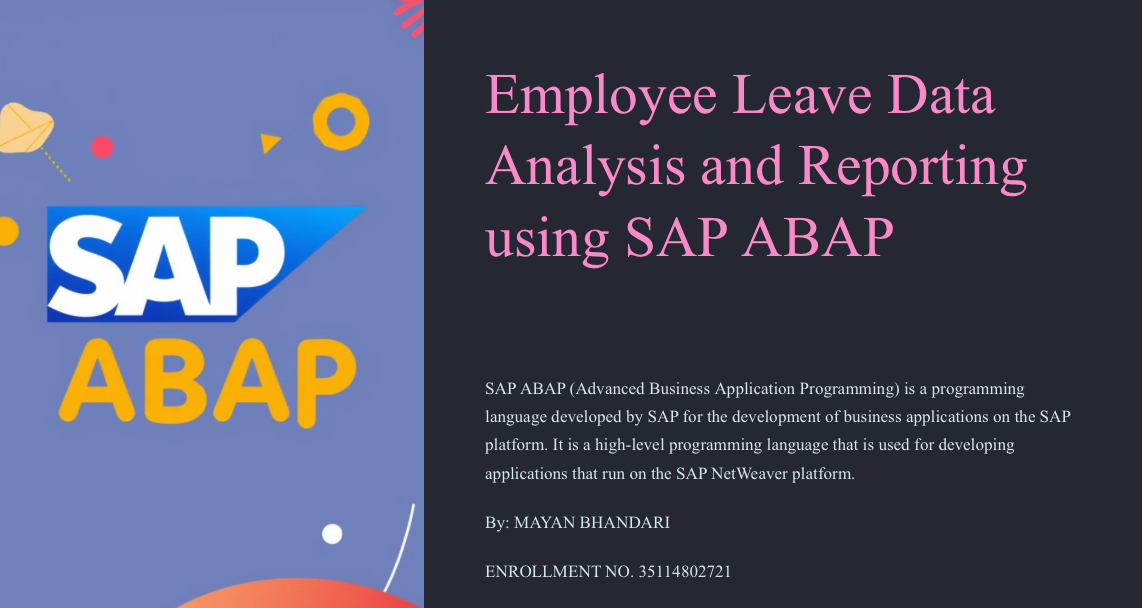 SAP
ABAP
Employee Leave Data
Analysis and Reporting
using SAP ABAP
SAP ABAP (Advanced Business Application Programming) is a programming
language developed by SAP for the development of business applications on the SAP
platform. It is a high-level programming language that is used for developing
applications that run on the SAP NetWeaver platform.
By: MAYAN BHANDARI
ENROLLMENT NO. 35114802721